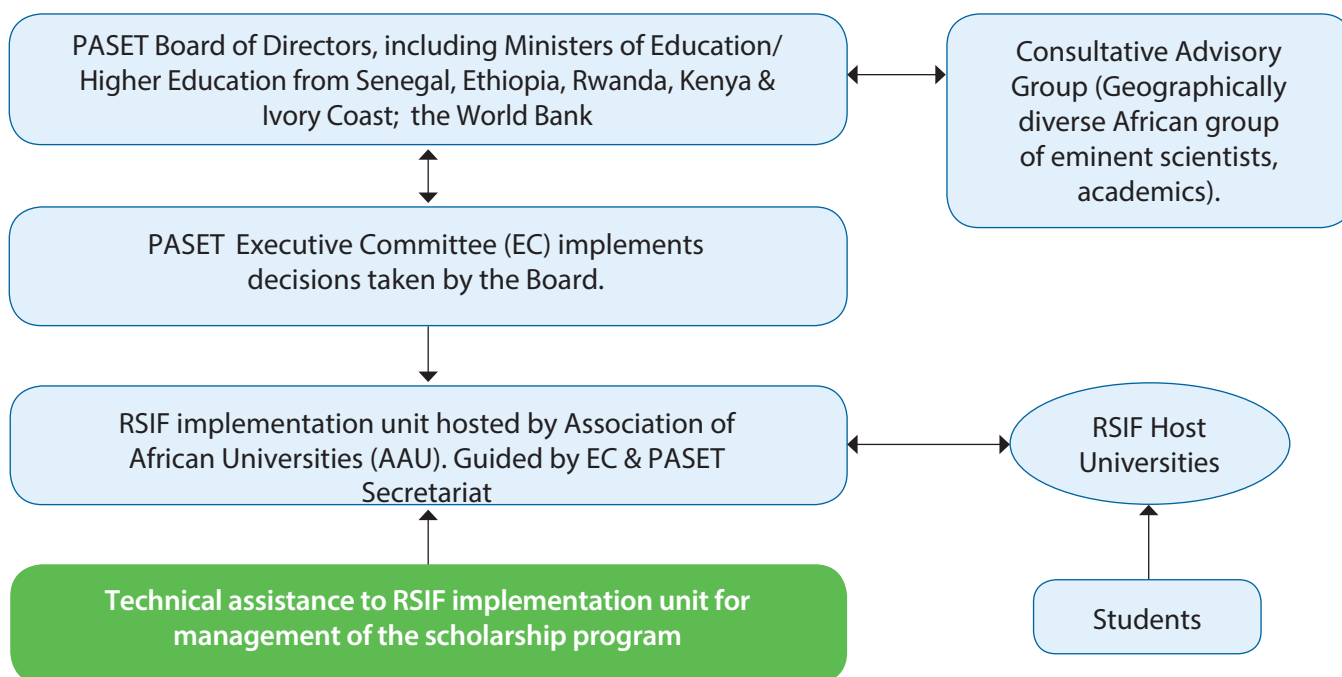 PASET Board of Directors, including Ministers of Education/
Higher Education from Senegal, Ethiopia, Rwanda, Kenya &
Ivory Coast; the World Bank
Consultative Advisory
Group (Geographically
diverse African group
of eminent scientists,
academics).
PASET Executive Committee (EC) implements
decisions taken by the Board.
RSIF implementation unit hosted by Association of
African Universities (AAU). Guided by EC & PASET
Secretariat
RSIF Host
Universities
Technical assistance to RSIF implementation unit for
management of the scholarship program
Students